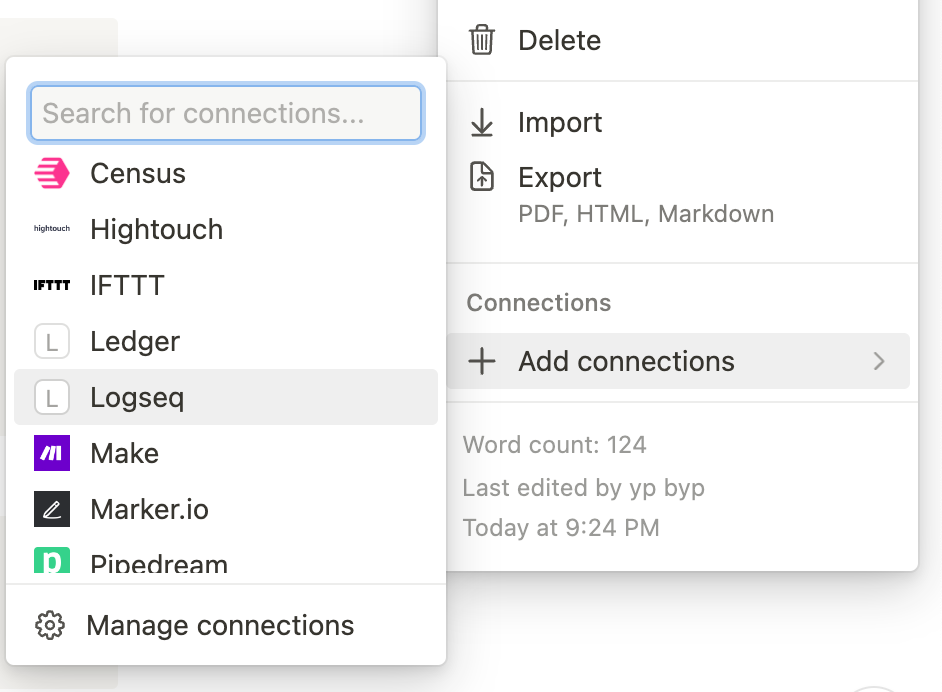 Search for connections...
Census
hightouch Hightouch
IFTTT IFTTT
L Ledger
L Logseq
Make
Marker.io
p Pipedream
Manage connections
Delete
Import
Export
PDF, HTML, Markdown
Connections
Add connections
Word count: 124
Last edited by yp byp
Today at 9:24 PM